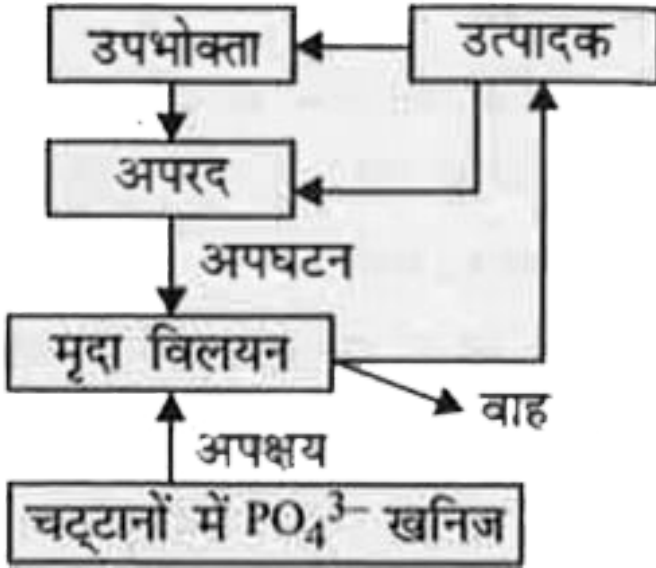 उपभोक्ता
उत्पादक
अपरद
अपघटन
मृदा विलयन
वाह
अपक्षय
चट्टानों में PO₄³⁻ खनिज